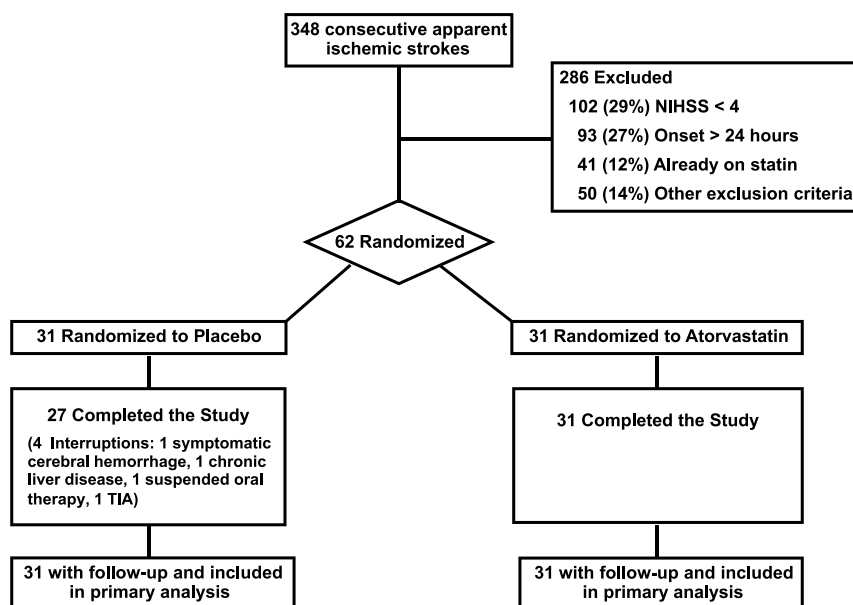 348 consecutive apparent
ischemic strokes
286 Excluded
102 (29%) NIHSS < 4
93 (27%) Onset > 24 hours
41 (12%) Already on statin
50 (14%) Other exclusion criteria
62 Randomized
31 Randomized to Placebo
31 Randomized to Atorvastatin
27 Completed the Study
(4 Interruptions: 1 symptomatic
cerebral hemorrhage, 1 chronic
liver disease, 1 suspended oral
therapy, 1 TIA)
31 Completed the Study
31 with follow-up and included
in primary analysis
31 with follow-up and included
in primary analysis